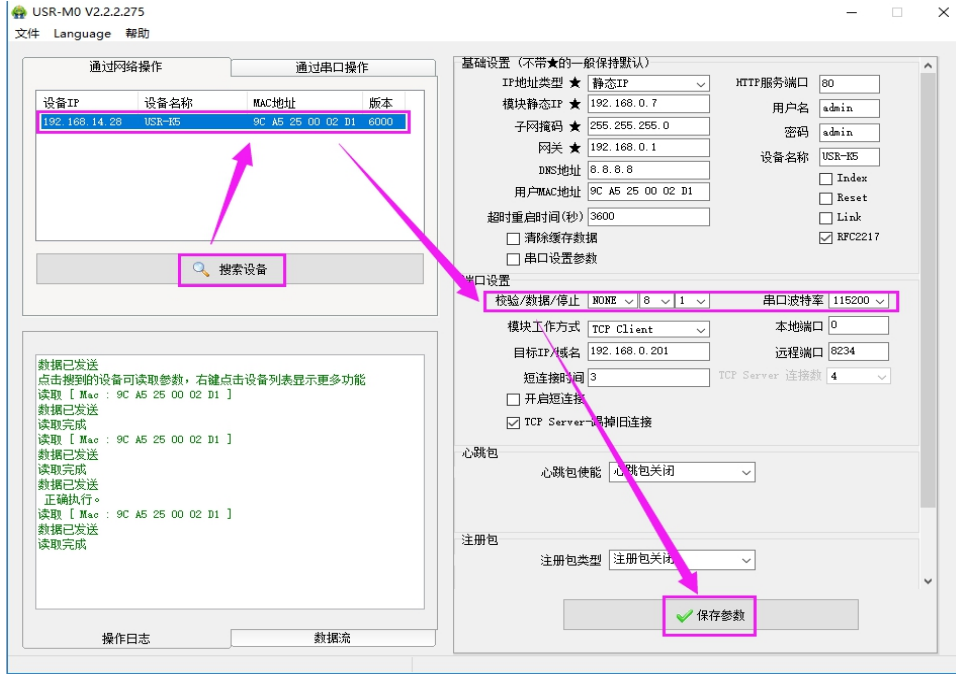 USR-M0 V2.2.2.275
文件 Language 帮助
通过网络操作 通过串口操作
设备IP 设备名称 MAC地址 版本
192.168.14.28 USR-K5 9C A5 25 00 02 D1 6000
搜索设备
数据已发送
点击搜到的设备可读取参数，右键点击设备列表显示更多功能
读取 [ Mac : 9C A5 25 00 02 D1 ]
数据已发送
读取完成
读取 [ Mac : 9C A5 25 00 02 D1 ]
数据已发送
读取完成
数据已发送
正确执行。
读取 [ Mac : 9C A5 25 00 02 D1 ]
数据已发送
读取完成
操作日志 数据流
基础设置 (不带★的一般保持默认)
IP地址类型 ★ 静态IP
模块静态IP ★ 192.168.0.7
子网掩码 ★ 255.255.255.0
网关 ★ 192.168.0.1
DNS地址 8.8.8.8
用户MAC地址 9C A5 25 00 02 D1
超时重启时间(秒) 3600
清除缓存数据
串口设置参数
HTTP服务端口 80
用户名 admin
密码 admin
设备名称 USR-K5
Index
Reset
Link
RFC2217
端口设置
校验/数据/停止 NONE 8 1 串口波特率 115200
模块工作方式 TCP Client 本地端口 0
目标IP/域名 192.168.0.201 远程端口 8234
短连接时间 3 TCP Server 连接数 4
开启短连接
TCP Server-踢掉旧连接
心跳包
心跳包使能 心跳包关闭
注册包
注册包类型 注册包关闭
保存参数